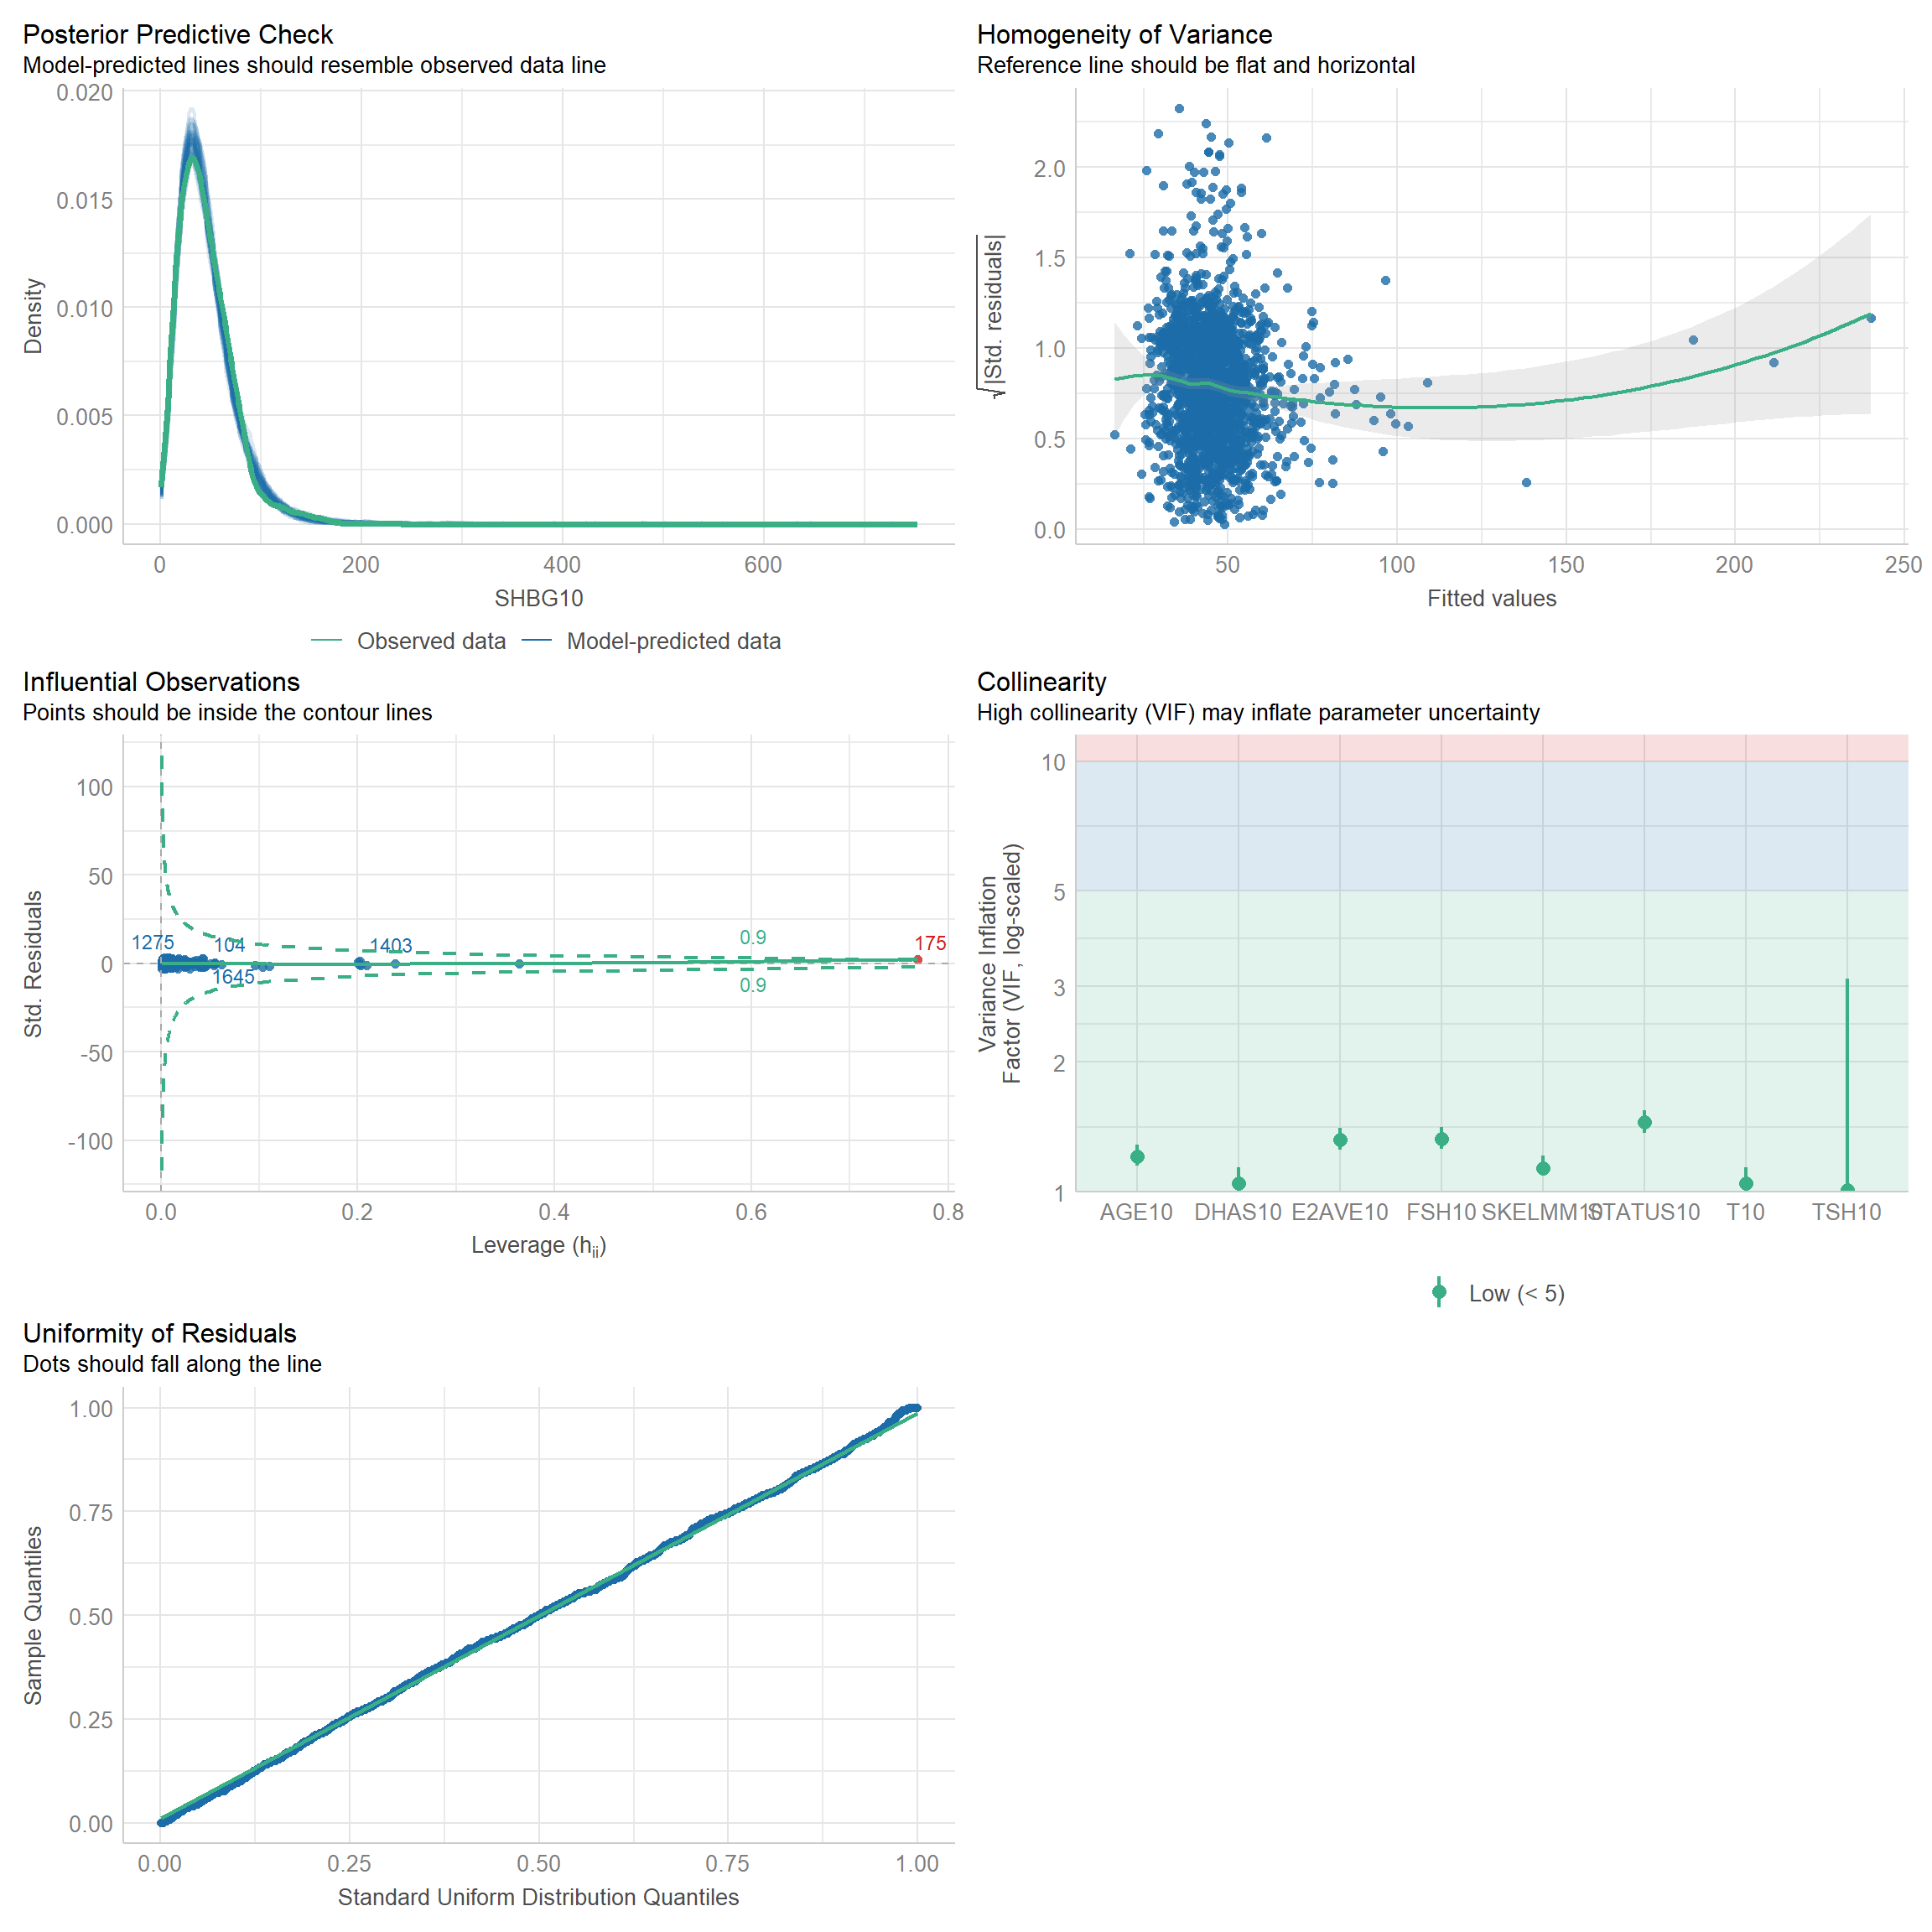 Posterior Predictive Check
Model-predicted lines should resemble observed data line
0.020
0.015
0.010
0.005
0.000
Density
0
200
400
600
SHBG10
Observed data
Model-predicted data
Homogeneity of Variance
Reference line should be flat and horizontal
2.0
1.5
1.0
0.5
0.0
√|Std. residuals|
50
100
150
200
250
Fitted values
Influential Observations
Points should be inside the contour lines
100
50
0
-50
-100
Std. Residuals
1275
104
1403
0.9
175
1645
0.9
0.0
0.2
0.4
0.6
0.8
Leverage (hii)
Collinearity
High collinearity (VIF) may inflate parameter uncertainty
10
5
3
2
1
Variance Inflation
Factor (VIF, log-scaled)
AGE10
DHAS10
E2AVE10
FSH10
SKELMM10
STATUS10
T10
TSH10
Low (< 5)
Uniformity of Residuals
Dots should fall along the line
1.00
0.75
0.50
0.25
0.00
Sample Quantiles
0.00
0.25
0.50
0.75
1.00
Standard Uniform Distribution Quantiles